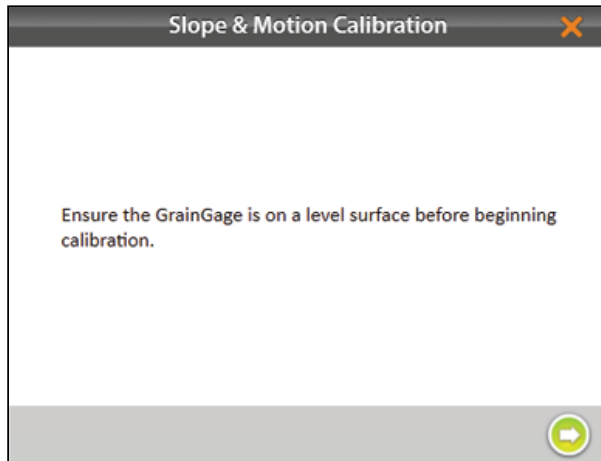 Slope & Motion Calibration
Ensure the GrainGage is on a level surface before beginning
calibration.